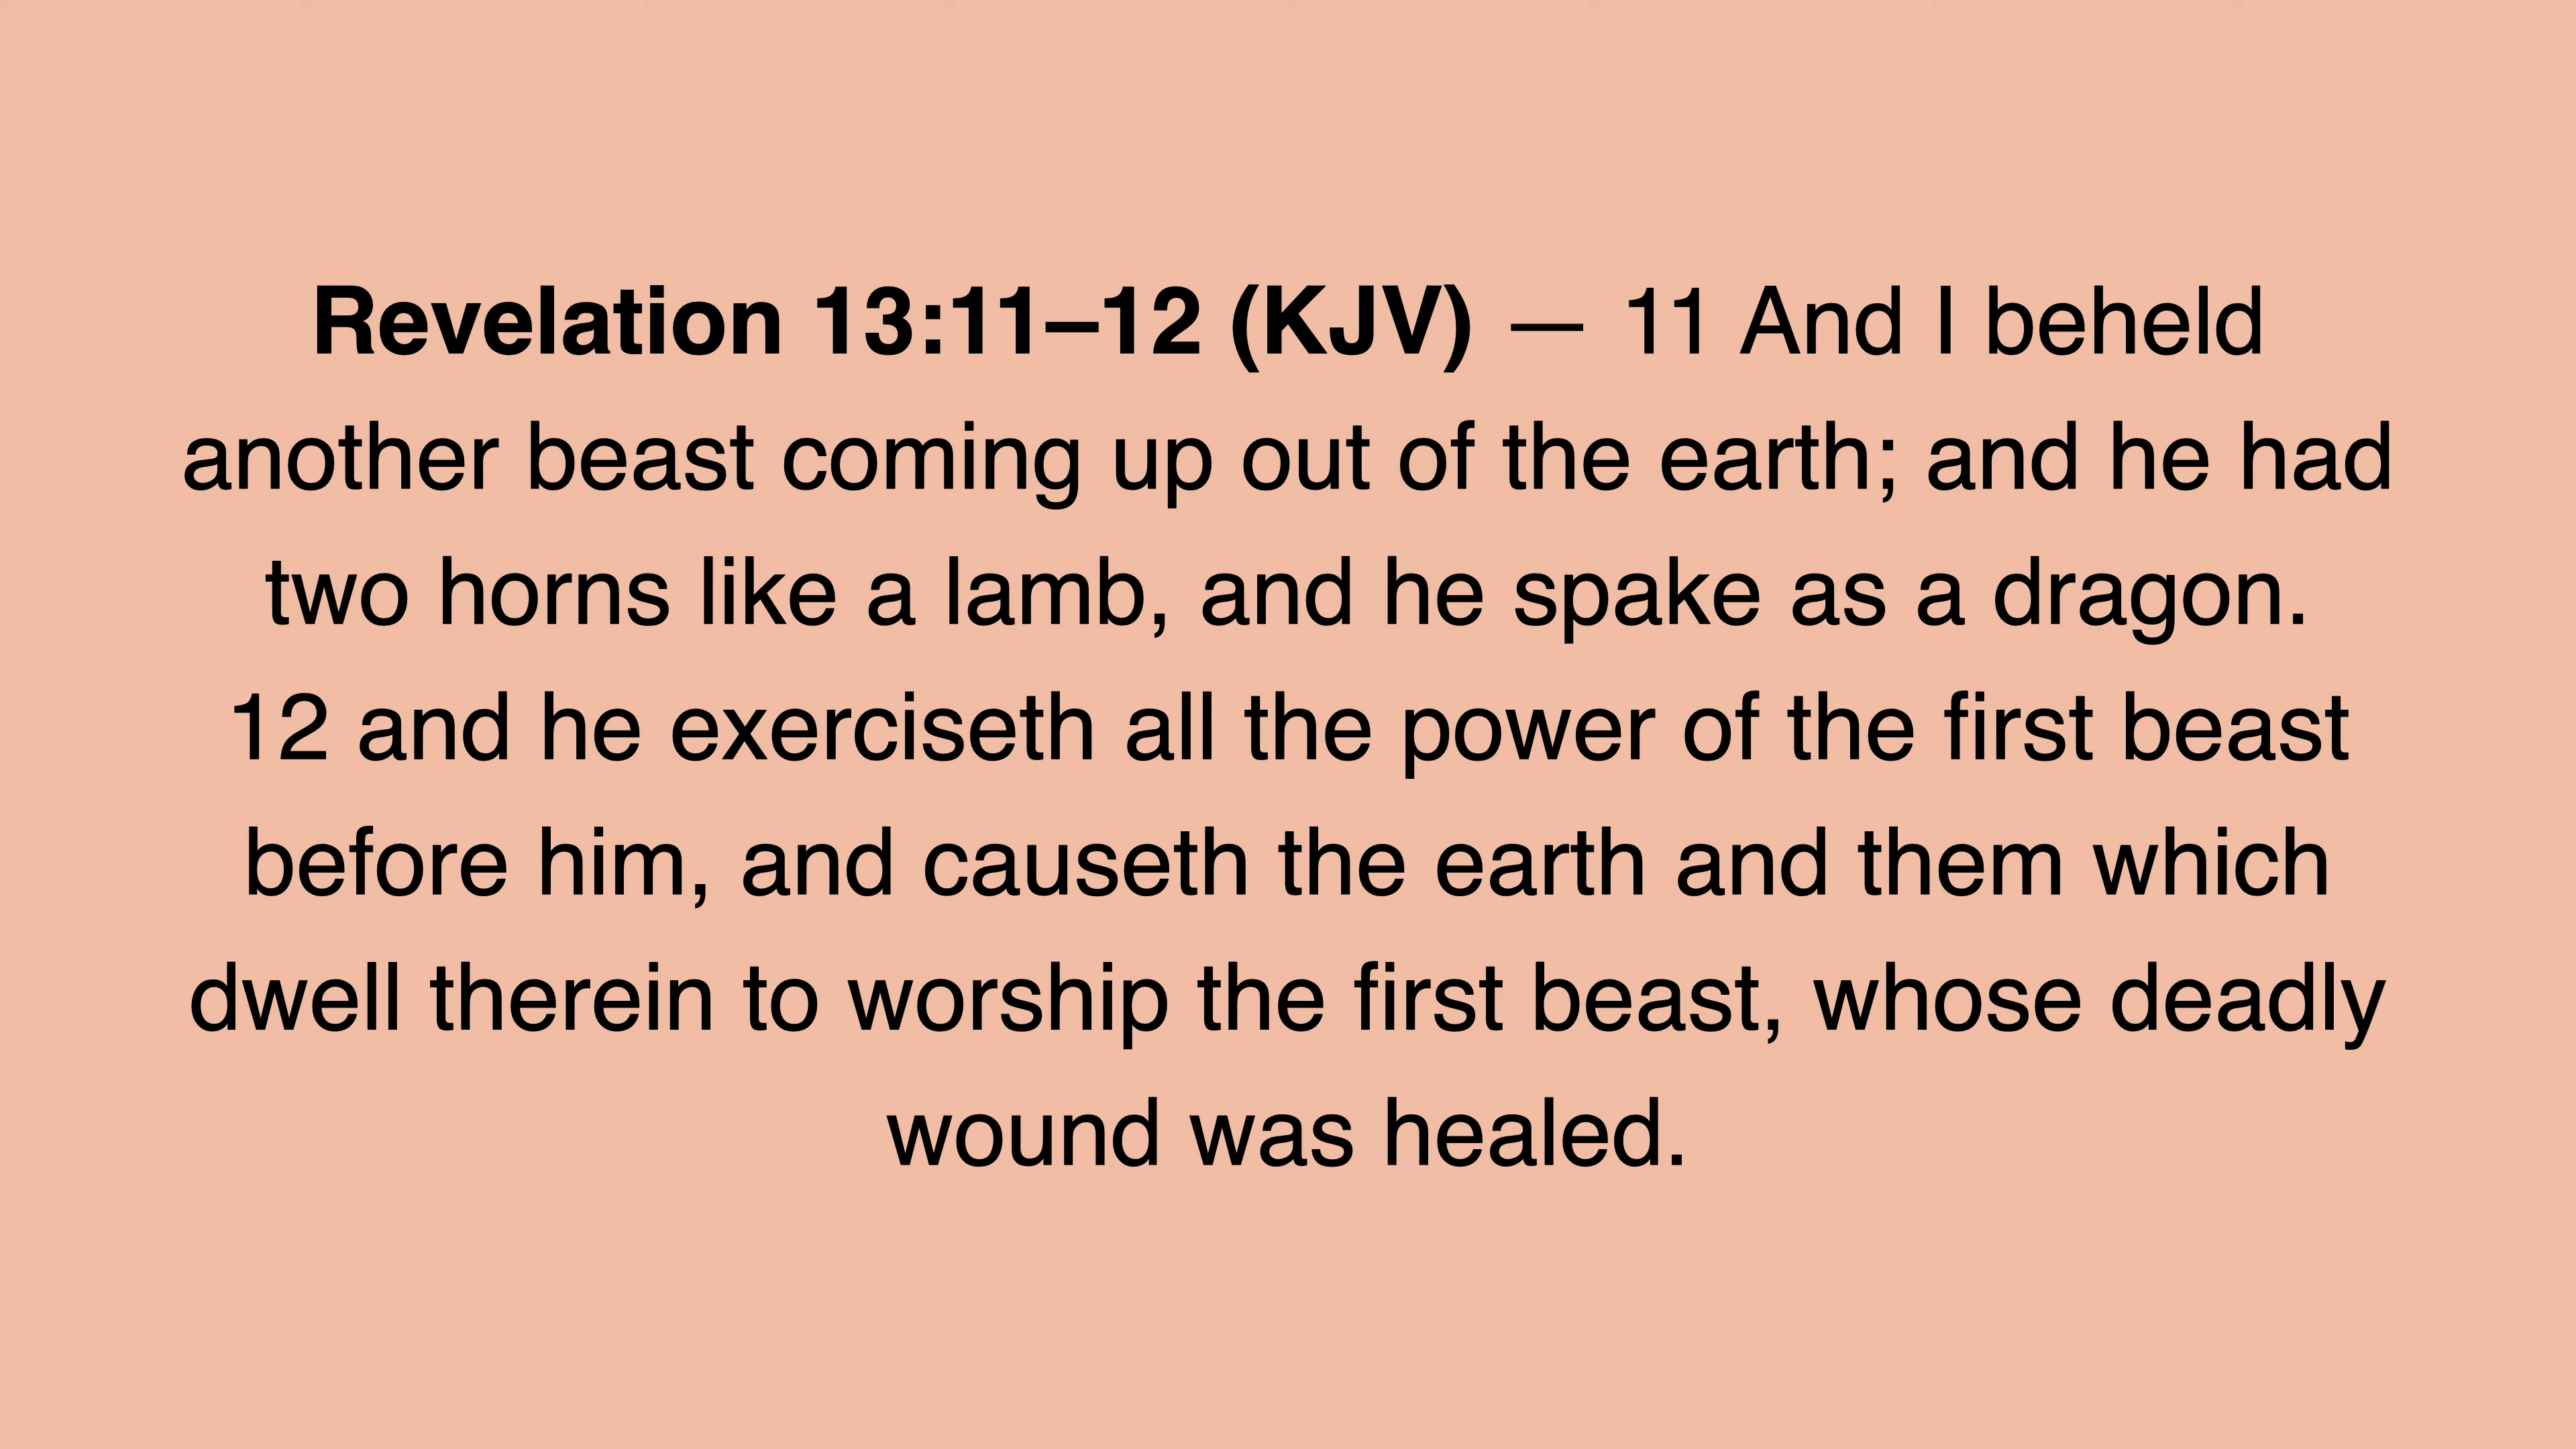 Revelation 13:11–12 (KJV) — 11 And I beheld
another beast coming up out of the earth; and he had
two horns like a lamb, and he spake as a dragon.
12 and he exerciseth all the power of the first beast
before him, and causeth the earth and them which
dwell therein to worship the first beast, whose deadly
wound was healed.